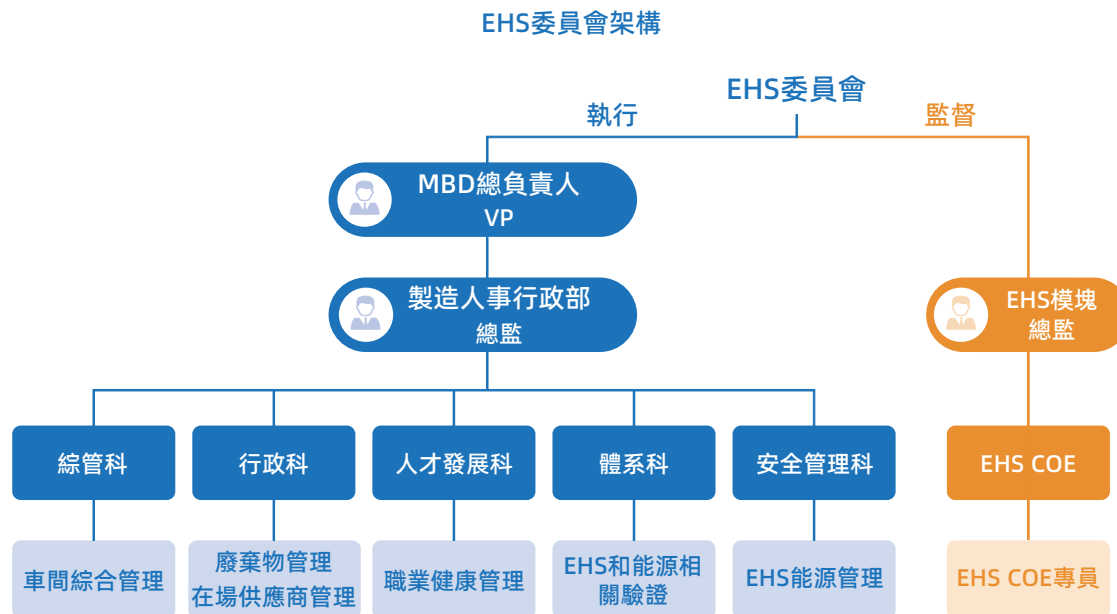 EHS委員會架構
EHS委員會
執行
監督
MBD總負責人
VP
製造人事行政部
總監
EHS模塊
總監
綜管科
行政科
人才發展科
體系科
安全管理科
EHS COE
車間綜合管理
廢棄物管理
在場供應商管理
職業健康管理
EHS和能源相
關驗證
EHS能源管理
EHS COE專員